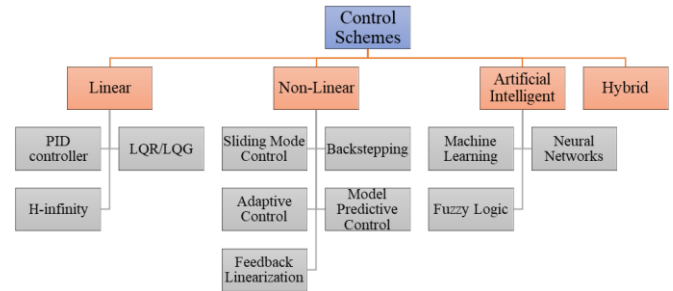 Control
Schemes
Linear
Non-Linear
Artificial
Intelligent
Hybrid
PID
controller
LQR/LQG
Sliding Mode
Control
Backstepping
Machine
Learning
Neural
Networks
H-infinity
Adaptive
Control
Model
Predictive
Control
Fuzzy Logic
Feedback
Linearization